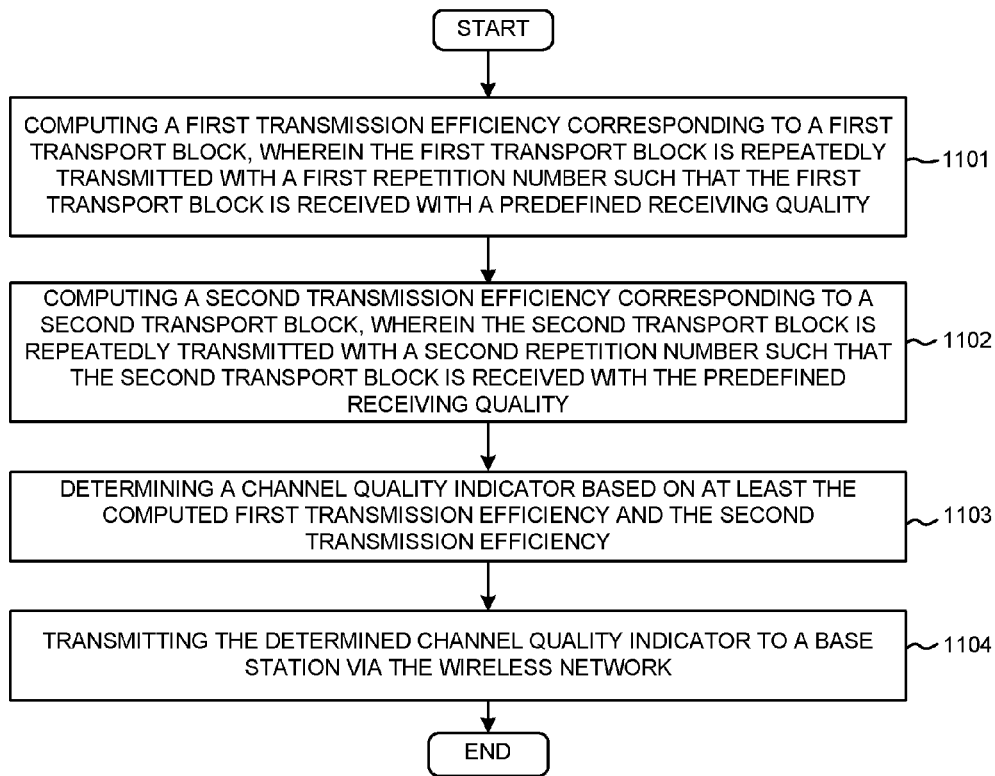 START
COMPUTING A FIRST TRANSMISSION EFFICIENCY CORRESPONDING TO A FIRST
TRANSPORT BLOCK, WHEREIN THE FIRST TRANSPORT BLOCK IS REPEATEDLY
TRANSMITTED WITH A FIRST REPETITION NUMBER SUCH THAT THE FIRST
TRANSPORT BLOCK IS RECEIVED WITH A PREDEFINED RECEIVING QUALITY
1101
COMPUTING A SECOND TRANSMISSION EFFICIENCY CORRESPONDING TO A
SECOND TRANSPORT BLOCK, WHEREIN THE SECOND TRANSPORT BLOCK IS
REPEATEDLY TRANSMITTED WITH A SECOND REPETITION NUMBER SUCH THAT
THE SECOND TRANSPORT BLOCK IS RECEIVED WITH THE PREDEFINED
RECEIVING QUALITY
1102
DETERMINING A CHANNEL QUALITY INDICATOR BASED ON AT LEAST THE
COMPUTED FIRST TRANSMISSION EFFICIENCY AND THE SECOND
TRANSMISSION EFFICIENCY
1103
TRANSMITTING THE DETERMINED CHANNEL QUALITY INDICATOR TO A BASE
STATION VIA THE WIRELESS NETWORK
1104
END